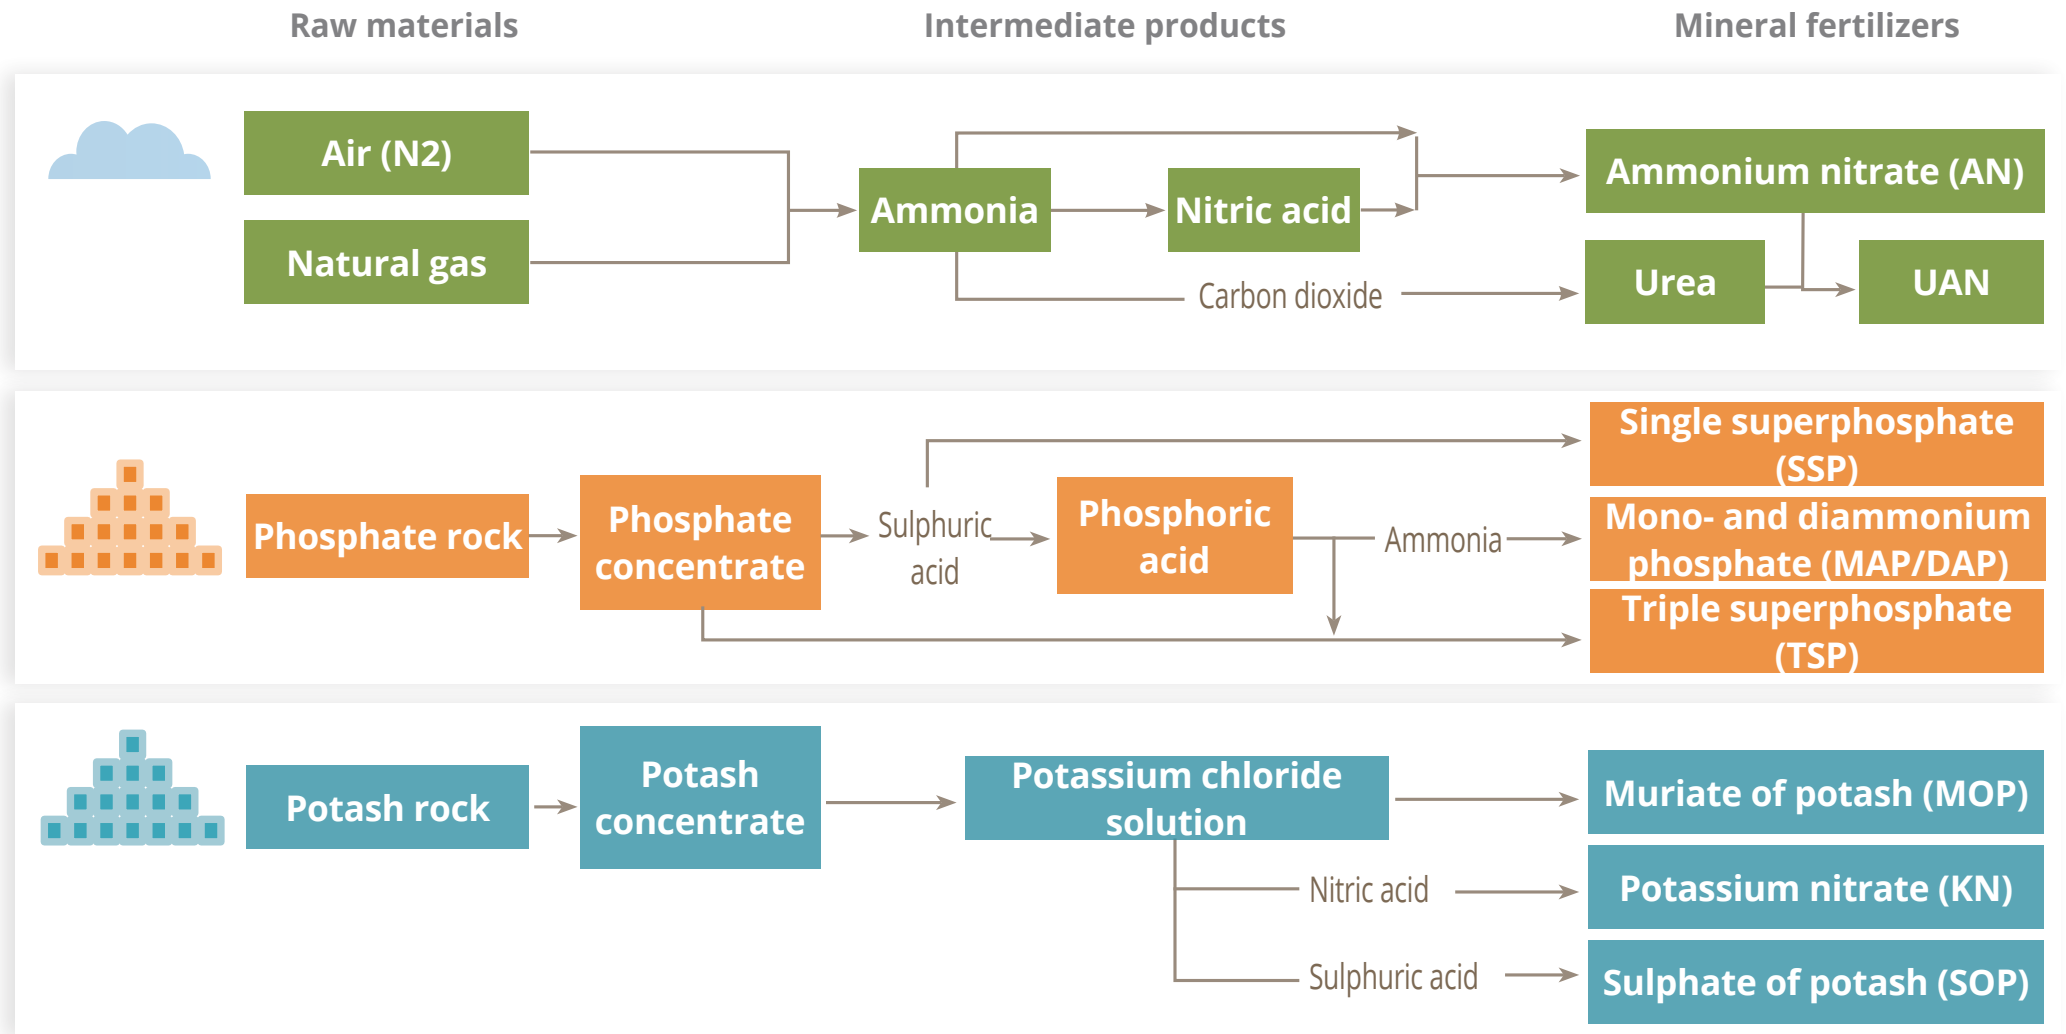 Raw materials
Intermediate products
Mineral fertilizers
Air (N2)
Natural gas
Ammonia
Nitric acid
Carbon dioxide
Ammonium nitrate (AN)
Urea
UAN
Phosphate rock
Phosphate
concentrate
Sulphuric
acid
Phosphoric
acid
Ammonia
Single superphosphate
(SSP)
Mono- and diammonium
phosphate (MAP/DAP)
Triple superphosphate
(TSP)
Potash rock
Potash
concentrate
Potassium chloride
solution
Nitric acid
Sulphuric acid
Muriate of potash (MOP)
Potassium nitrate (KN)
Sulphate of potash (SOP)